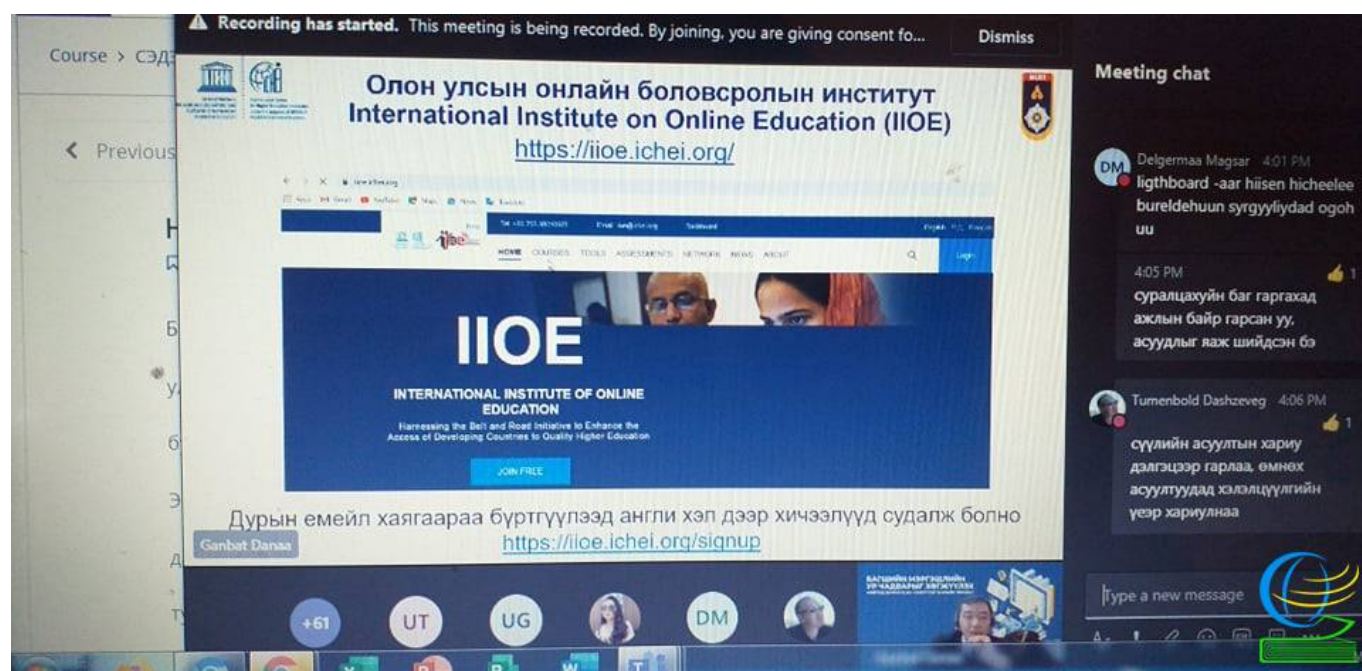 Recording has started. This meeting is being recorded. By joining, you are giving consent fo...
Dismiss
Course > СЭДЭ
Previous
Олон улсын онлайн боловсролын институт
International Institute on Online Education (IIOE)
https://iioe.ichei.org/
HOME COURSES TOOLS ASSESSMENTS NETWORK NEWS ABOUT
Login
IIOE
INTERNATIONAL INSTITUTE OF ONLINE
EDUCATION
Harnessing the Belt and Road Initiative to Enhance the
Access of Developing Countries to Quality Higher Education
JOIN FREE
Дурын емейл хаягаараа бүртгүүлээд англи хэл дээр хичээлүүд судалж болно
https://iioe.ichei.org/signup
Ganbat Danaa
+61
UT
UG
DM
Meeting chat
DM
Delgermaa Magsar 4:01 PM
ligthboard -aar hiisen hicheelee
bureldehuun syrgyyliydad ogoh
uu
4:05 PM
1
суралцахуйн баг гаргахад
ажлын байр гарсан уу,
асуудлыг яаж шийдсэн бэ
Tumenbold Dashzeveg 4:06 PM
1
сүүлийн асуултын хариу
дэлгэцээр гарлаа, өмнөх
асуултуудад хэлэлцүүлгийн
үеэр хариулнаа
Type a new message